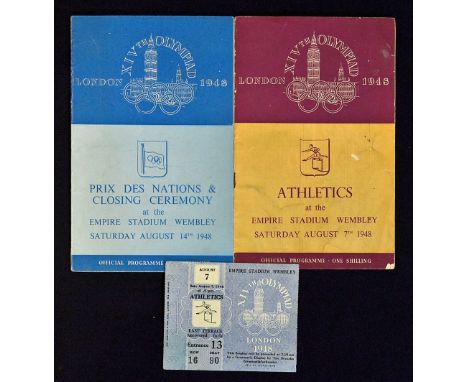 XIVTH OLYMPIAD
LONDON 1948
PRIX DES NATIONS &
CLOSING CEREMONY
at the
EMPIRE STADIUM WEMBLEY
SATURDAY AUGUST 14TH 1948
OFFICIAL PROGRAMME
XIVTH OLYMPIAD
LONDON 1948
ATHLETICS
at the
EMPIRE STADIUM WEMBLEY
SATURDAY AUGUST 7TH 1948
OFFICIAL PROGRAMME - ONE SHILLING
AUGUST
7
ATHLETICS
EAST TERRACE
Entrance 13
ROW SEAT
16 90
EMPIRE STADIUM WEMBLEY
XIVTH OLYMPIAD
LONDON
1948